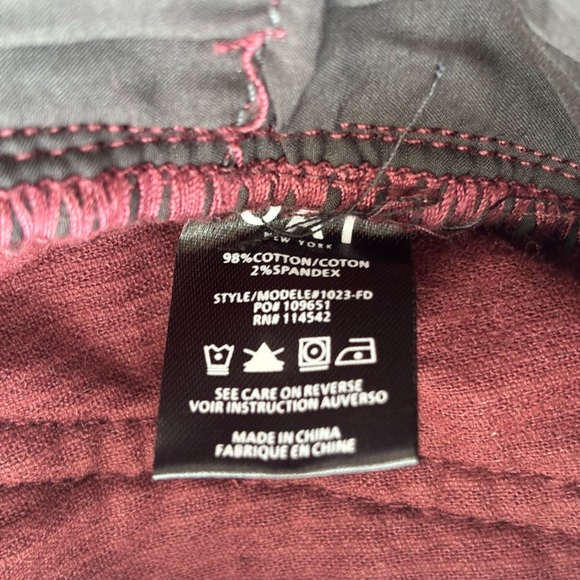 NEW YORK
98%COTTON/COTON
2%SPANDEX
STYLE/MODELE#1023-FD
PO# 109651
RN# 114542
SEE CARE ON REVERSE
VOIR INSTRUCTION AUVERSO
MADE IN CHINA
FABRIQUE EN CHINE